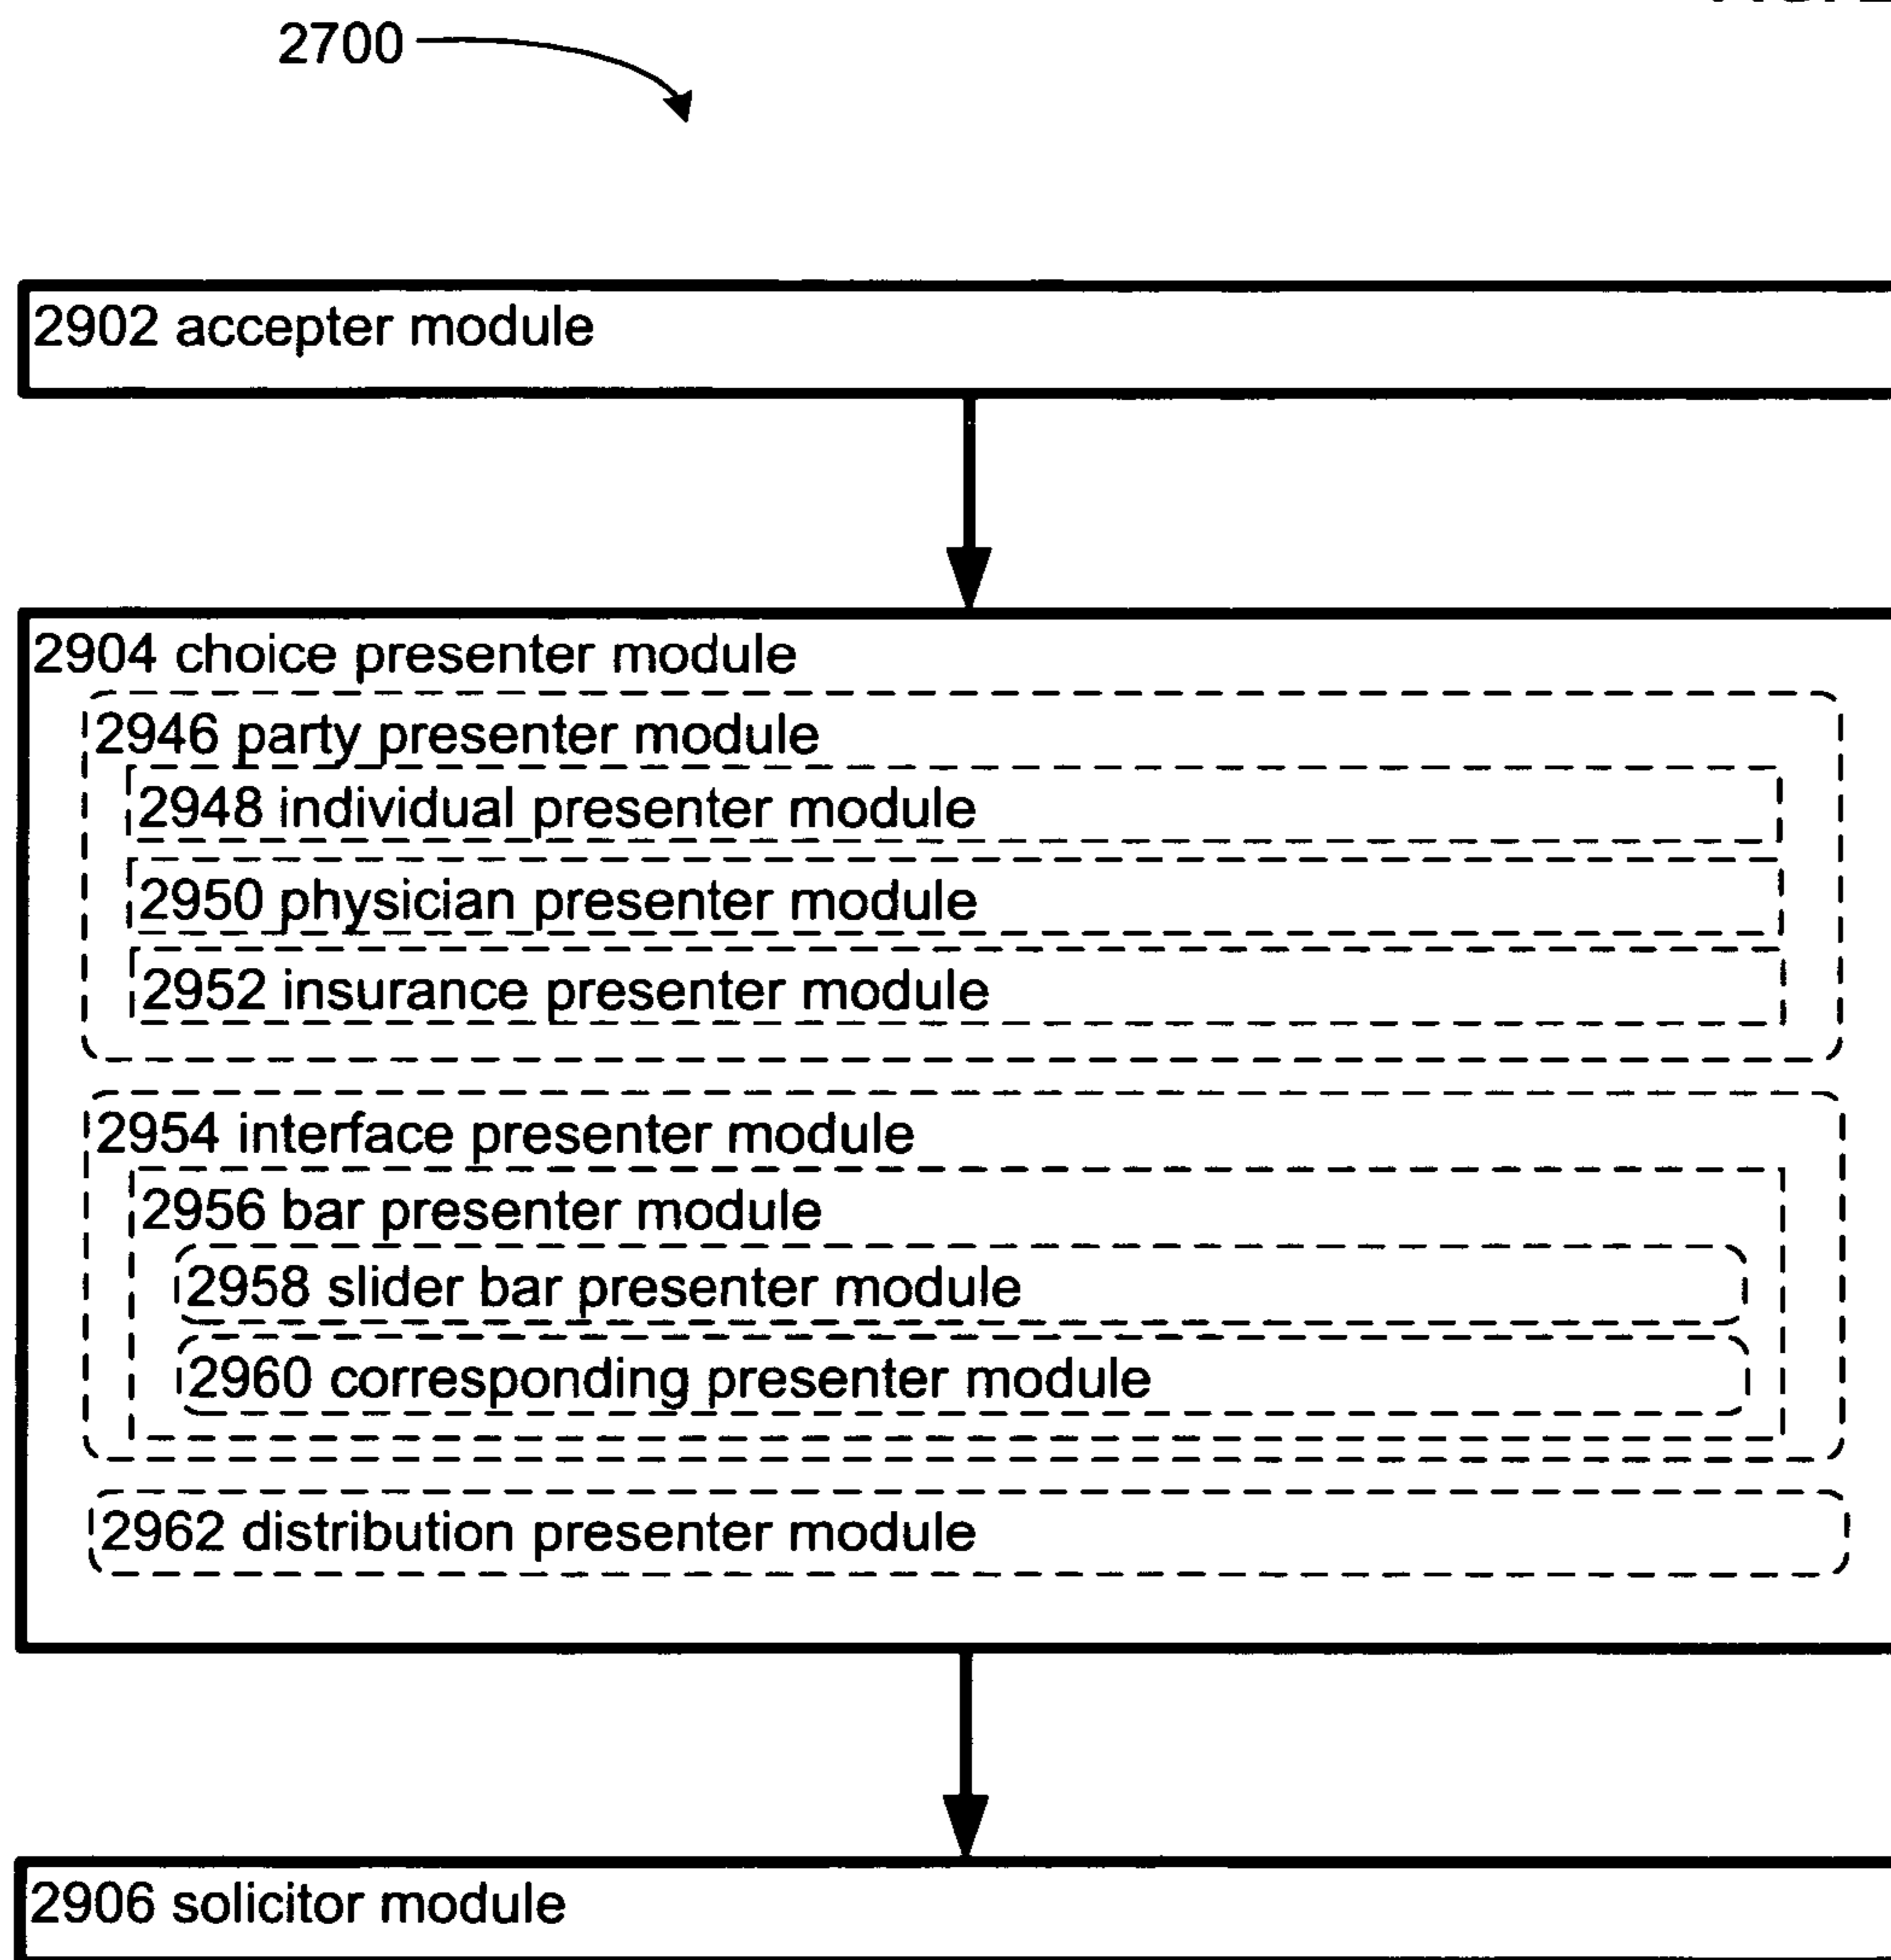 2700
2902 accepter module
2904 choice presenter module
2946 party presenter module
2948 individual presenter module
2950 physician presenter module
2952 insurance presenter module
2954 interface presenter module
2956 bar presenter module
2958 slider bar presenter module
2960 corresponding presenter module
2962 distribution presenter module
2906 solicitor module